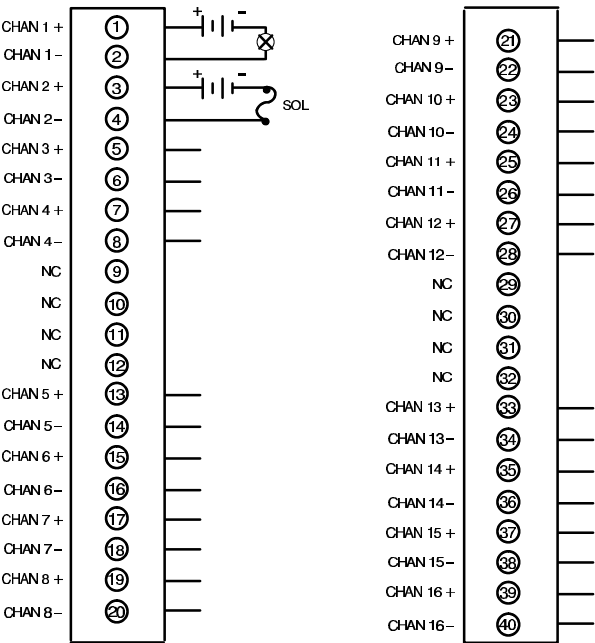 CHAN 1 + 1 + -
CHAN 1- 2
CHAN 2 + 3 + -
SOL
CHAN 2- 4
CHAN 3 + 5
CHAN 3- 6
CHAN 4 + 7
CHAN 4- 8
NC 9
NC 10
NC 11
NC 12
CHAN 5 + 13
CHAN 5- 14
CHAN 6 + 15
CHAN 6- 16
CHAN 7 + 17
CHAN 7- 18
CHAN 8 + 19
CHAN 8- 20
CHAN 9 + 21
CHAN 9- 22
CHAN 10 + 23
CHAN 10- 24
CHAN 11 + 25
CHAN 11- 26
CHAN 12 + 27
CHAN 12- 28
NC 29
NC 30
NC 31
NC 32
CHAN 13 + 33
CHAN 13- 34
CHAN 14 + 35
CHAN 14- 36
CHAN 15 + 37
CHAN 15- 38
CHAN 16 + 39
CHAN 16- 40